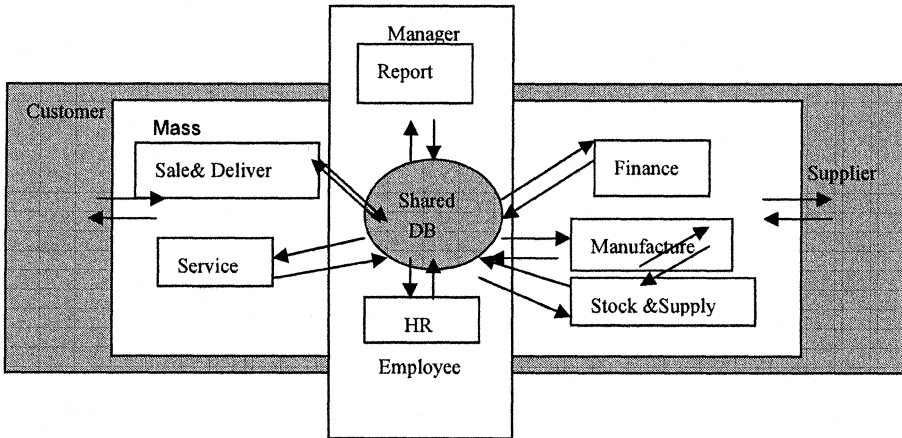 Manager
Report
Customer
Mass
Sale& Deliver
Finance
Supplier
Shared
DB
Manufacture
Service
Stock &Supply
HR
Employee